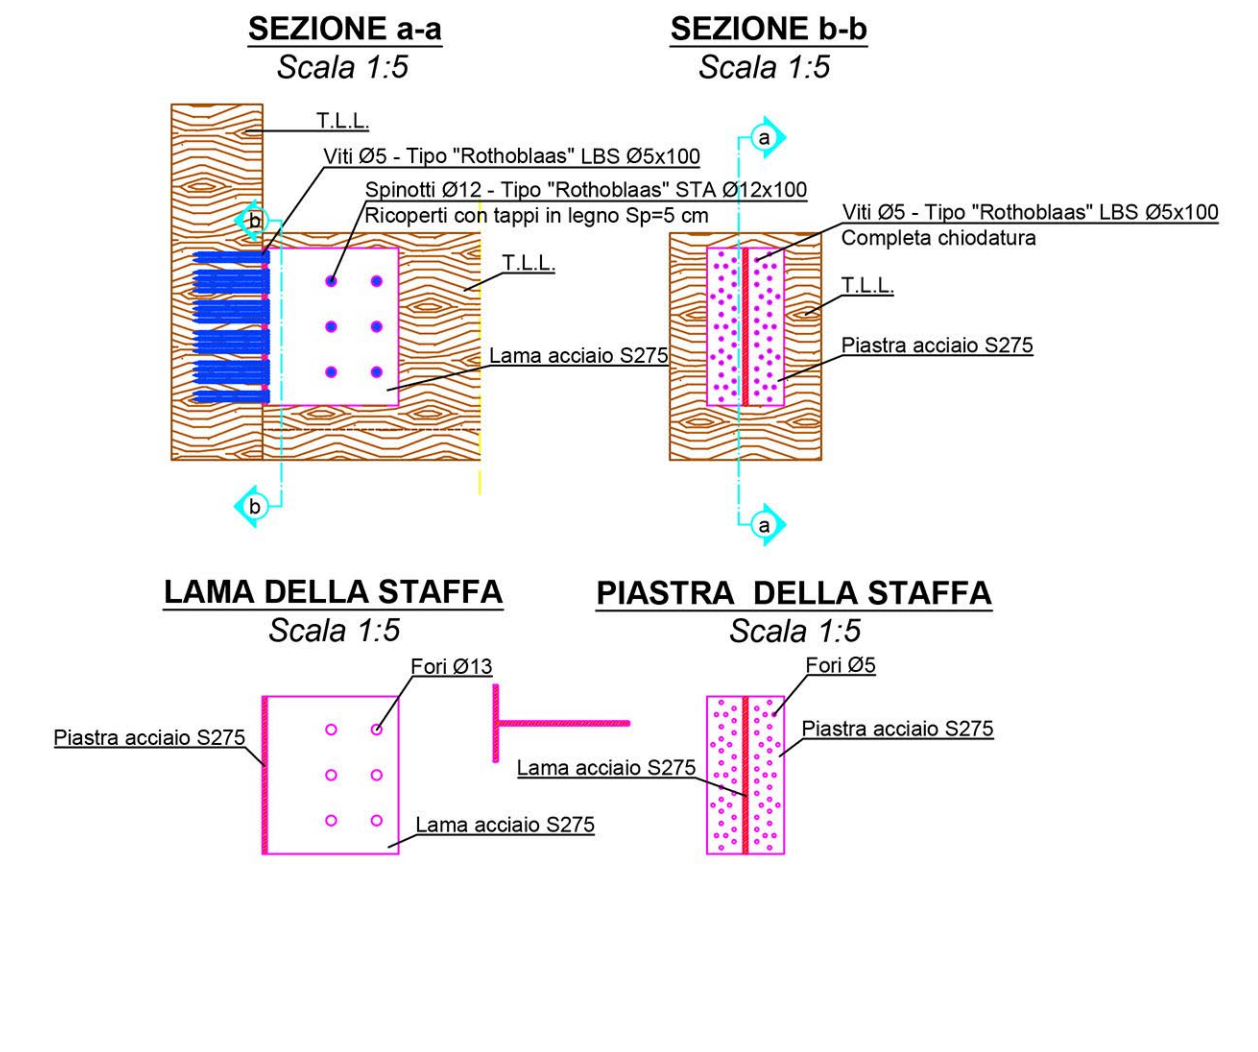 SEZIONE a-a
Scala 1:5
T.L.L.
Viti Ø5 - Tipo "Rothoblaas" LBS Ø5x100
Spinotti Ø12 - Tipo "Rothoblaas" STA Ø12x100
Ricoperti con tappi in legno Sp=5 cm
b
T.L.L.
Lama acciaio S275
b
SEZIONE b-b
Scala 1:5
a
Viti Ø5 - Tipo "Rothoblaas" LBS Ø5x100
Completa chiodatura
T.L.L.
Piastra acciaio S275
a
LAMA DELLA STAFFA
Scala 1:5
Fori Ø13
Piastra acciaio S275
Lama acciaio S275
PIASTRA DELLA STAFFA
Scala 1:5
Fori Ø5
Piastra acciaio S275
Lama acciaio S275